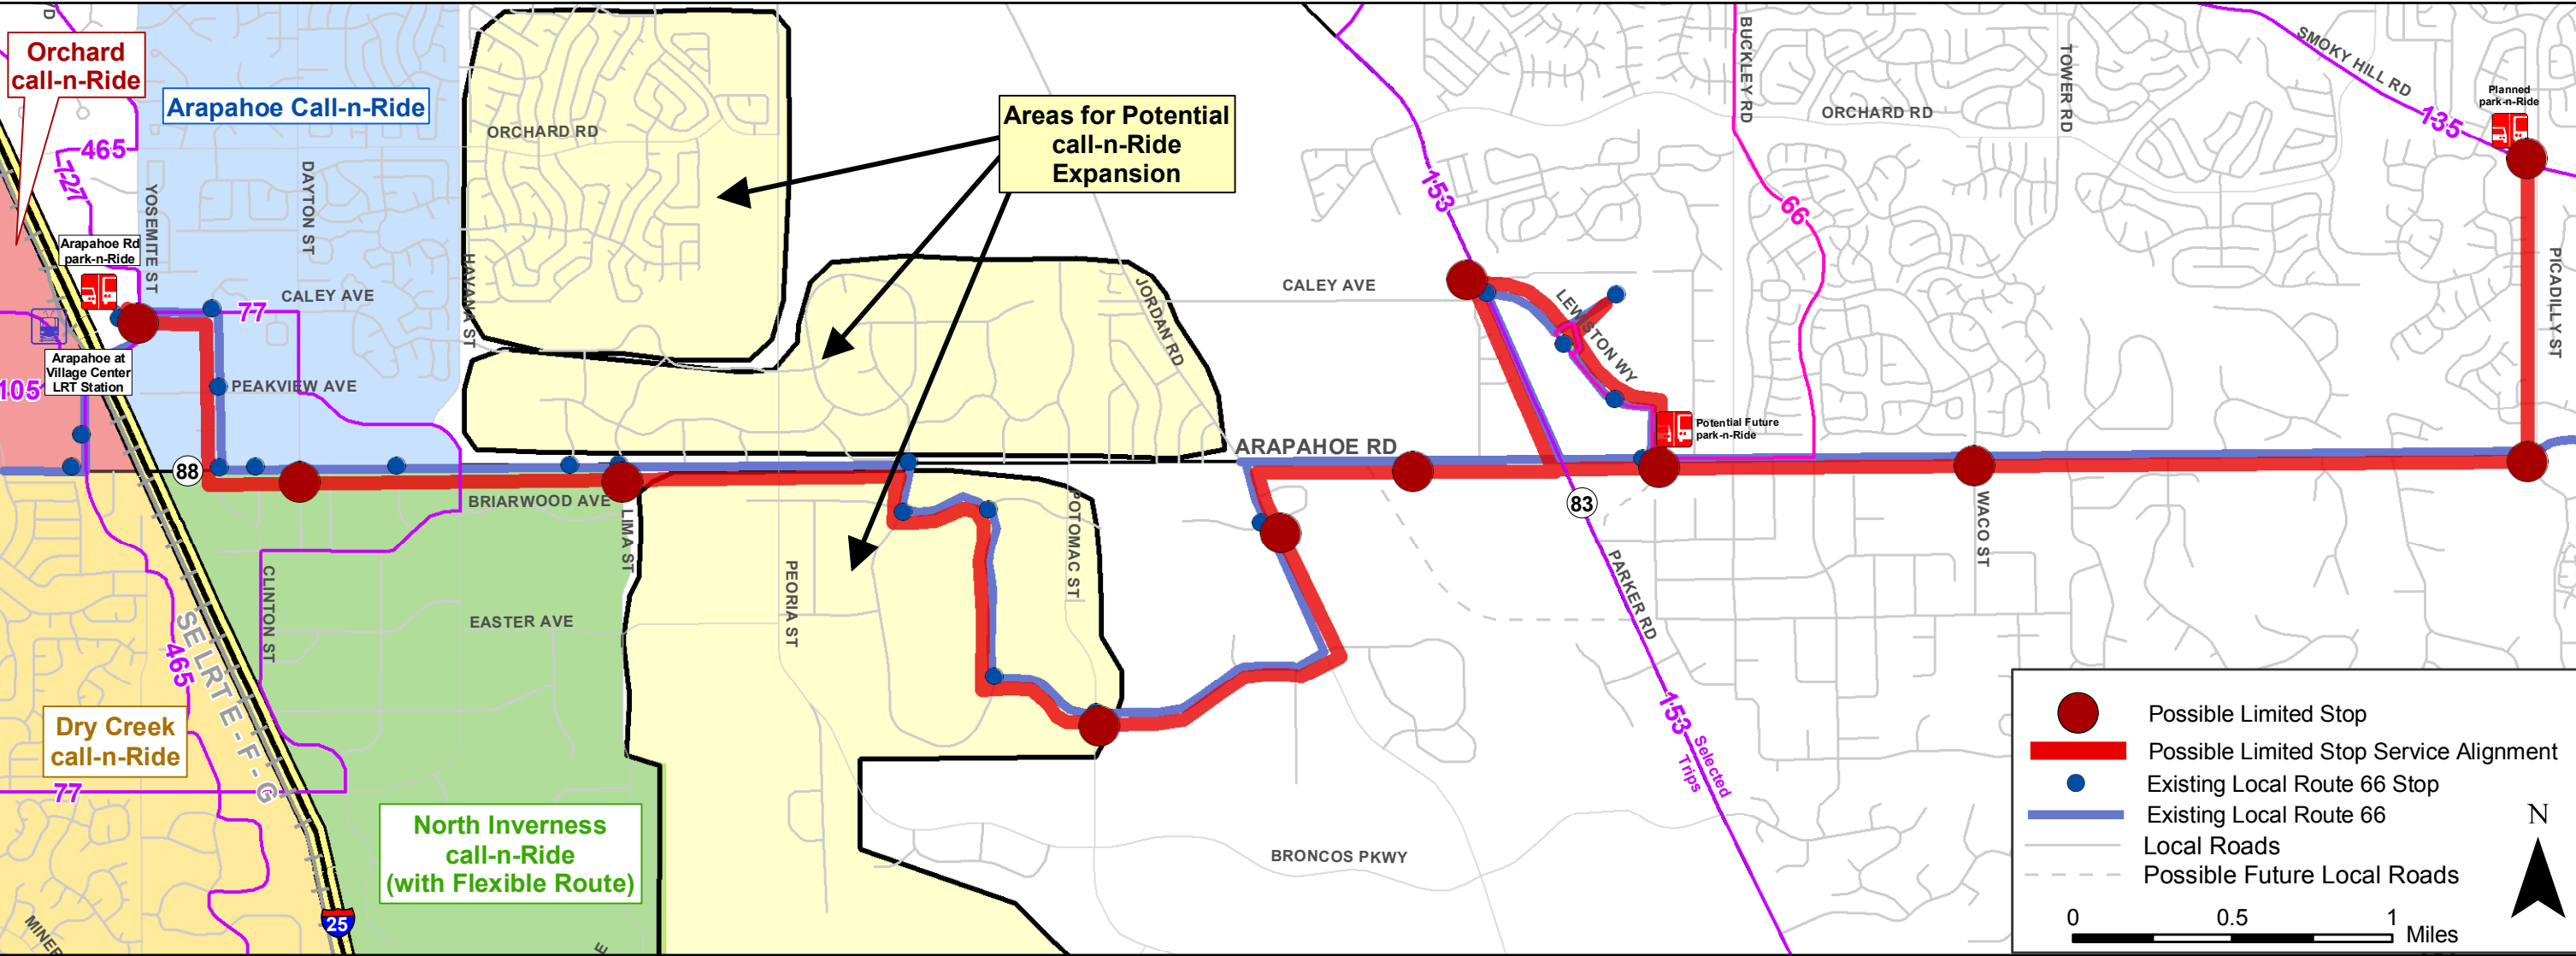 Orchard
call-n-Ride
Arapahoe Call-n-Ride
465
127
YOSEMITE ST
DAYTON ST
ORCHARD RD
HAVANA ST
Areas for Potential
call-n-Ride
Expansion
153
BUCKLEY RD
66
ORCHARD RD
TOWER RD
SMOKY HILL RD
135
Planned
park-n-Ride
PICADILLY ST
Arapahoe Rd
park-n-Ride
CALEY AVE
77
Arapahoe at
Village Center
LRT Station
105
PEAKVIEW AVE
JORDAN RD
CALEY AVE
LEWISTON WY
Potential Future
park-n-Ride
ARAPAHOE RD
88
BRIARWOOD AVE
LIMA ST
POTOMAC ST
83
WACO ST
PARKER RD
CLINTON ST
EASTER AVE
PEORIA ST
SE LRT E - F - G
465
Dry Creek
call-n-Ride
77
North Inverness
call-n-Ride
(with Flexible Route)
25
MINER
E
BRONCOS PKWY
153
Selected
Trips
Possible Limited Stop
Possible Limited Stop Service Alignment
Existing Local Route 66 Stop
Existing Local Route 66
Local Roads
Possible Future Local Roads
0 0.5 1
Miles
N